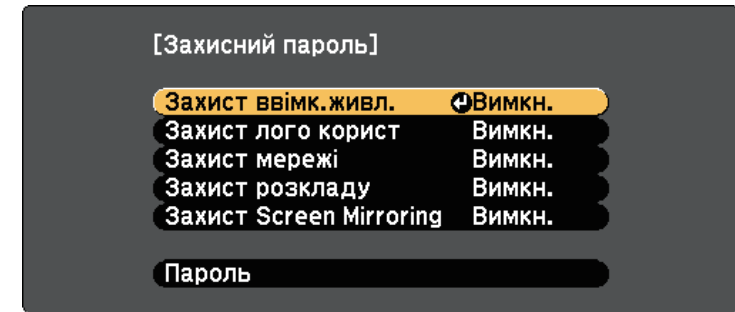 [Захисний пароль]
Захист ввімк.живл. Вимкн.
Захист лого корист Вимкн.
Захист мережі Вимкн.
Захист розкладу Вимкн.
Захист Screen Mirroring Вимкн.
Пароль